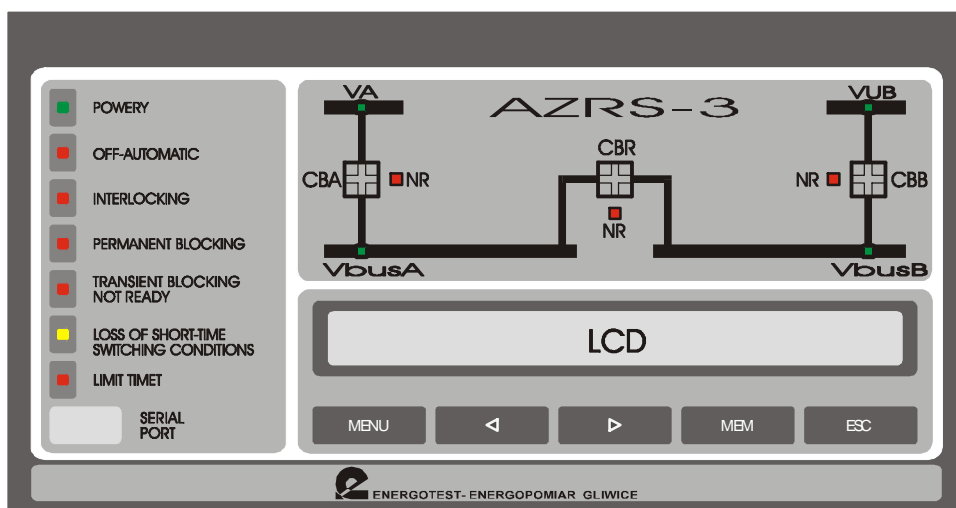 POWERY
OFF-AUTOMATIC
INTERLOCKING
PERMANENT BLOCKING
TRANSIENT BLOCKING
NOT READY
LOSS OF SHORT-TIME
SWITCHING CONDITIONS
LIMIT TIMET
SERIAL
PORT
VA
AZRS-3
VUB
CBR
CBA
NR
NR
CBB
NR
VbusA
VbusB
LCD
MENU
MEM
ESC
ENERGOTEST-ENERGOPOMIAR GLIWICE